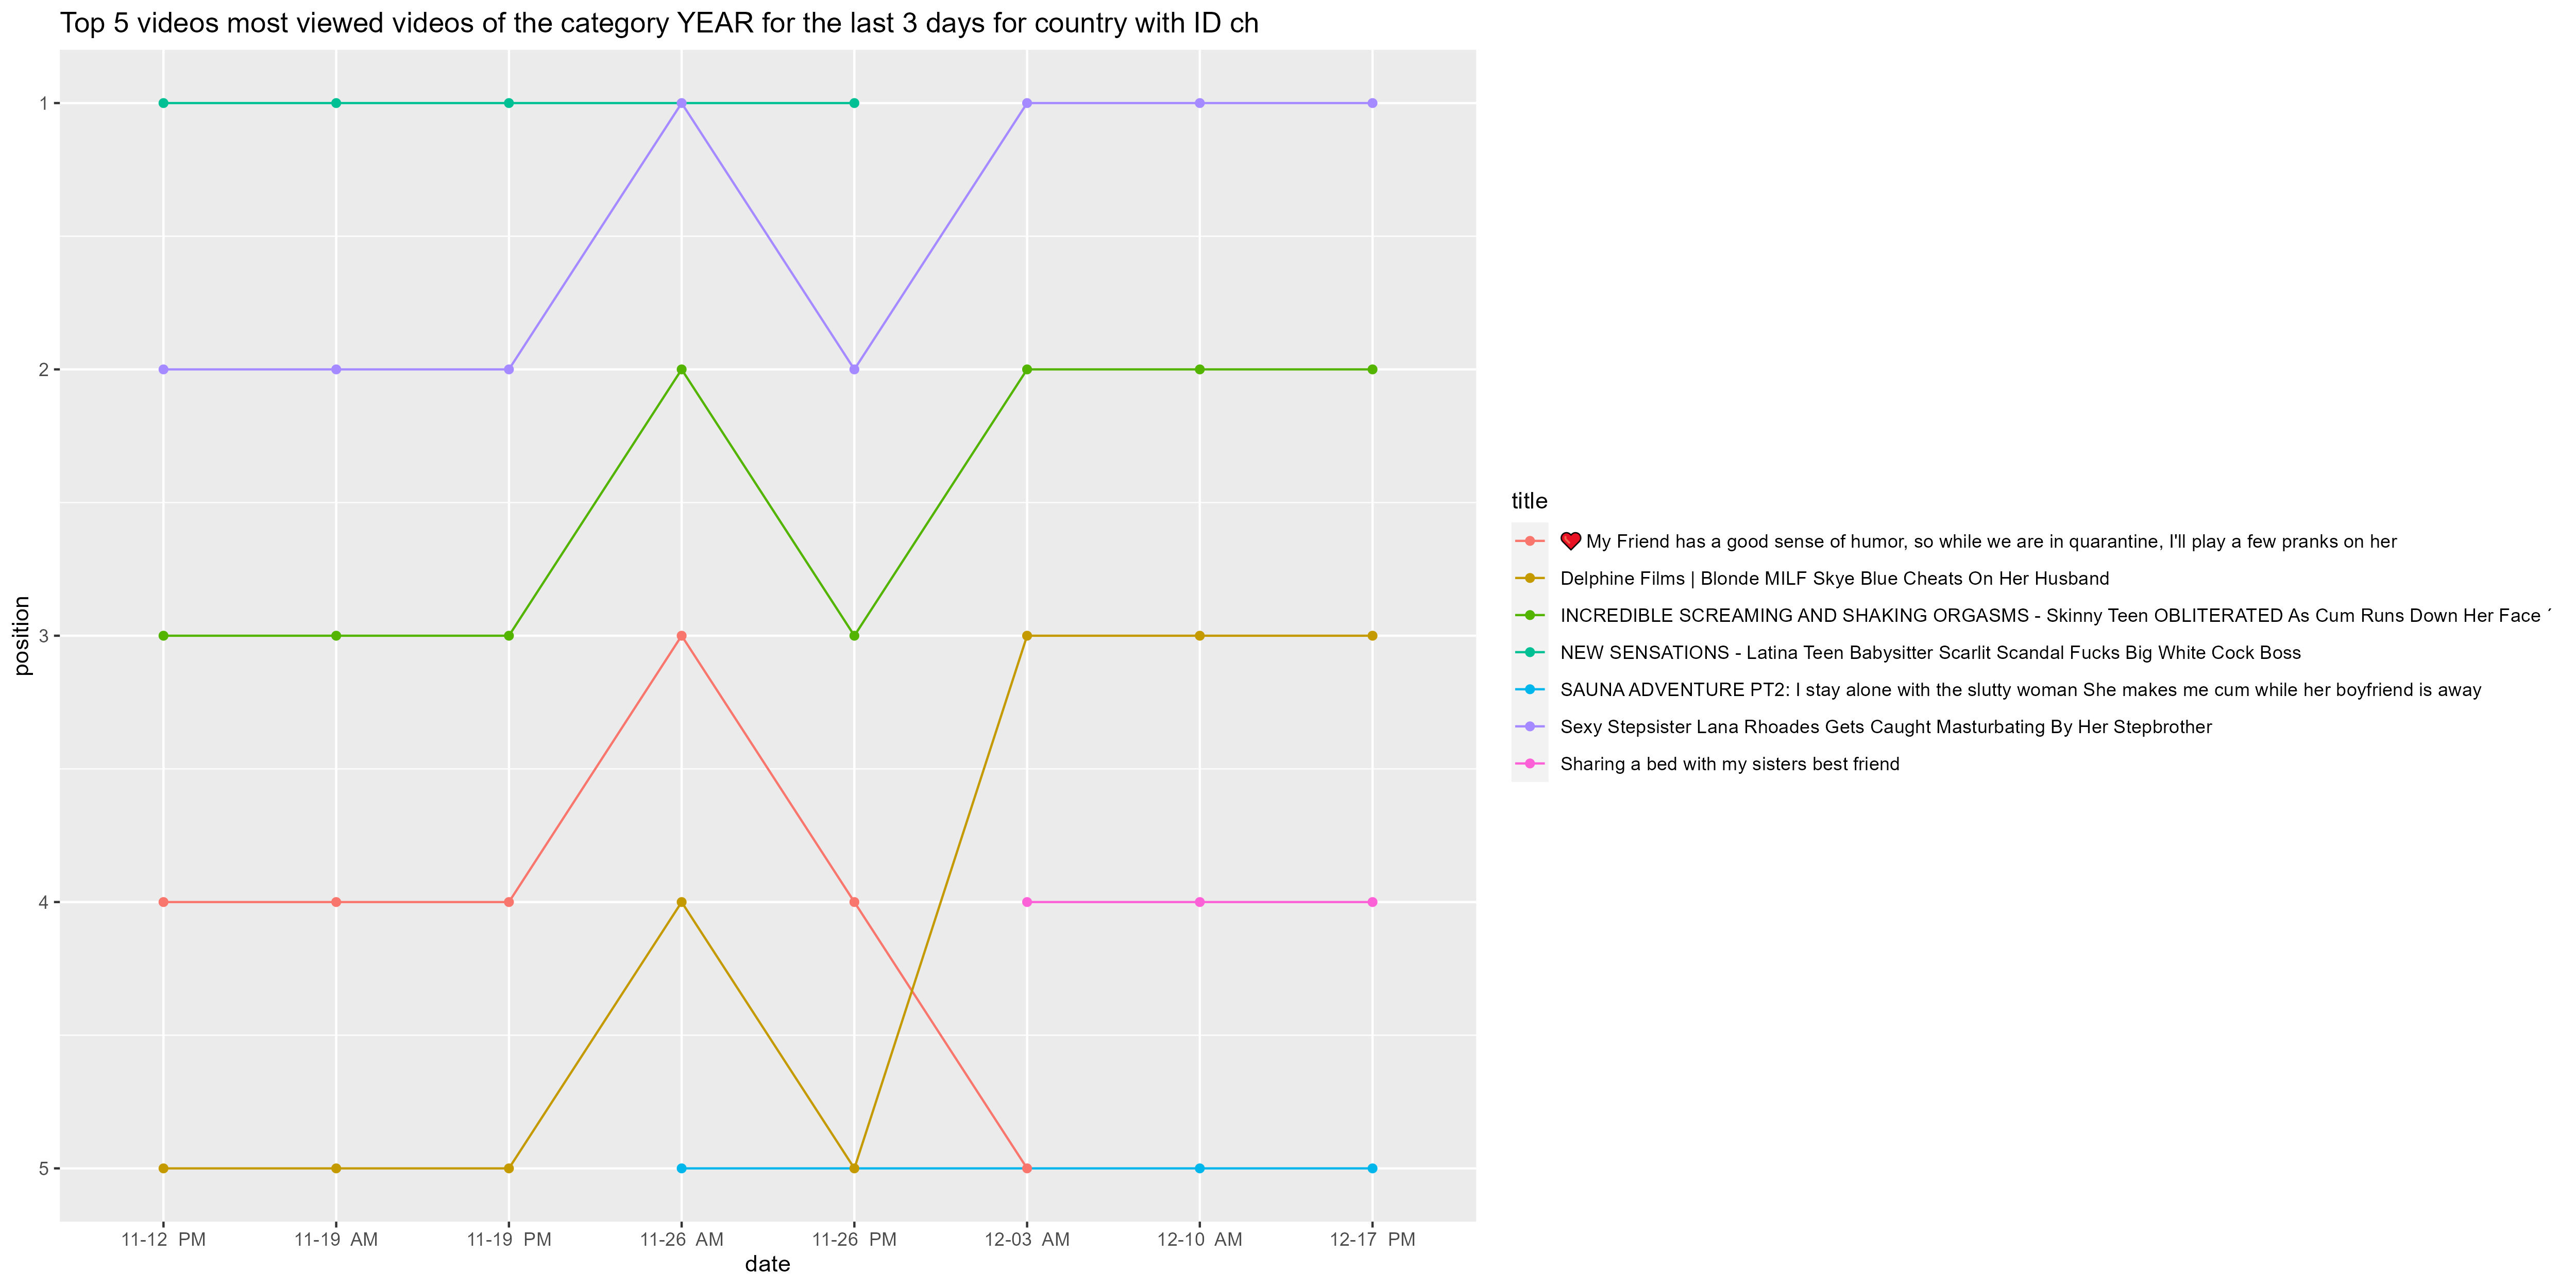 Top 5 videos most viewed videos of the category YEAR for the last 3 days for country with ID ch
position
1
2
3
4
5
11-12 PM
11-19 AM
11-19 PM
11-26 AM
11-26 PM
12-03 AM
12-10 AM
12-17 PM
date
title
❤️ My Friend has a good sense of humor, so while we are in quarantine, I'll play a few pranks on her
Delphine Films | Blonde MILF Skye Blue Cheats On Her Husband
INCREDIBLE SCREAMING AND SHAKING ORGASMS - Skinny Teen OBLITERATED As Cum Runs Down Her Face
NEW SENSATIONS - Latina Teen Babysitter Scarlit Scandal Fucks Big White Cock Boss
SAUNA ADVENTURE PT2: I stay alone with the slutty woman She makes me cum while her boyfriend is away
Sexy Stepsister Lana Rhoades Gets Caught Masturbating By Her Stepbrother
Sharing a bed with my sisters best friend